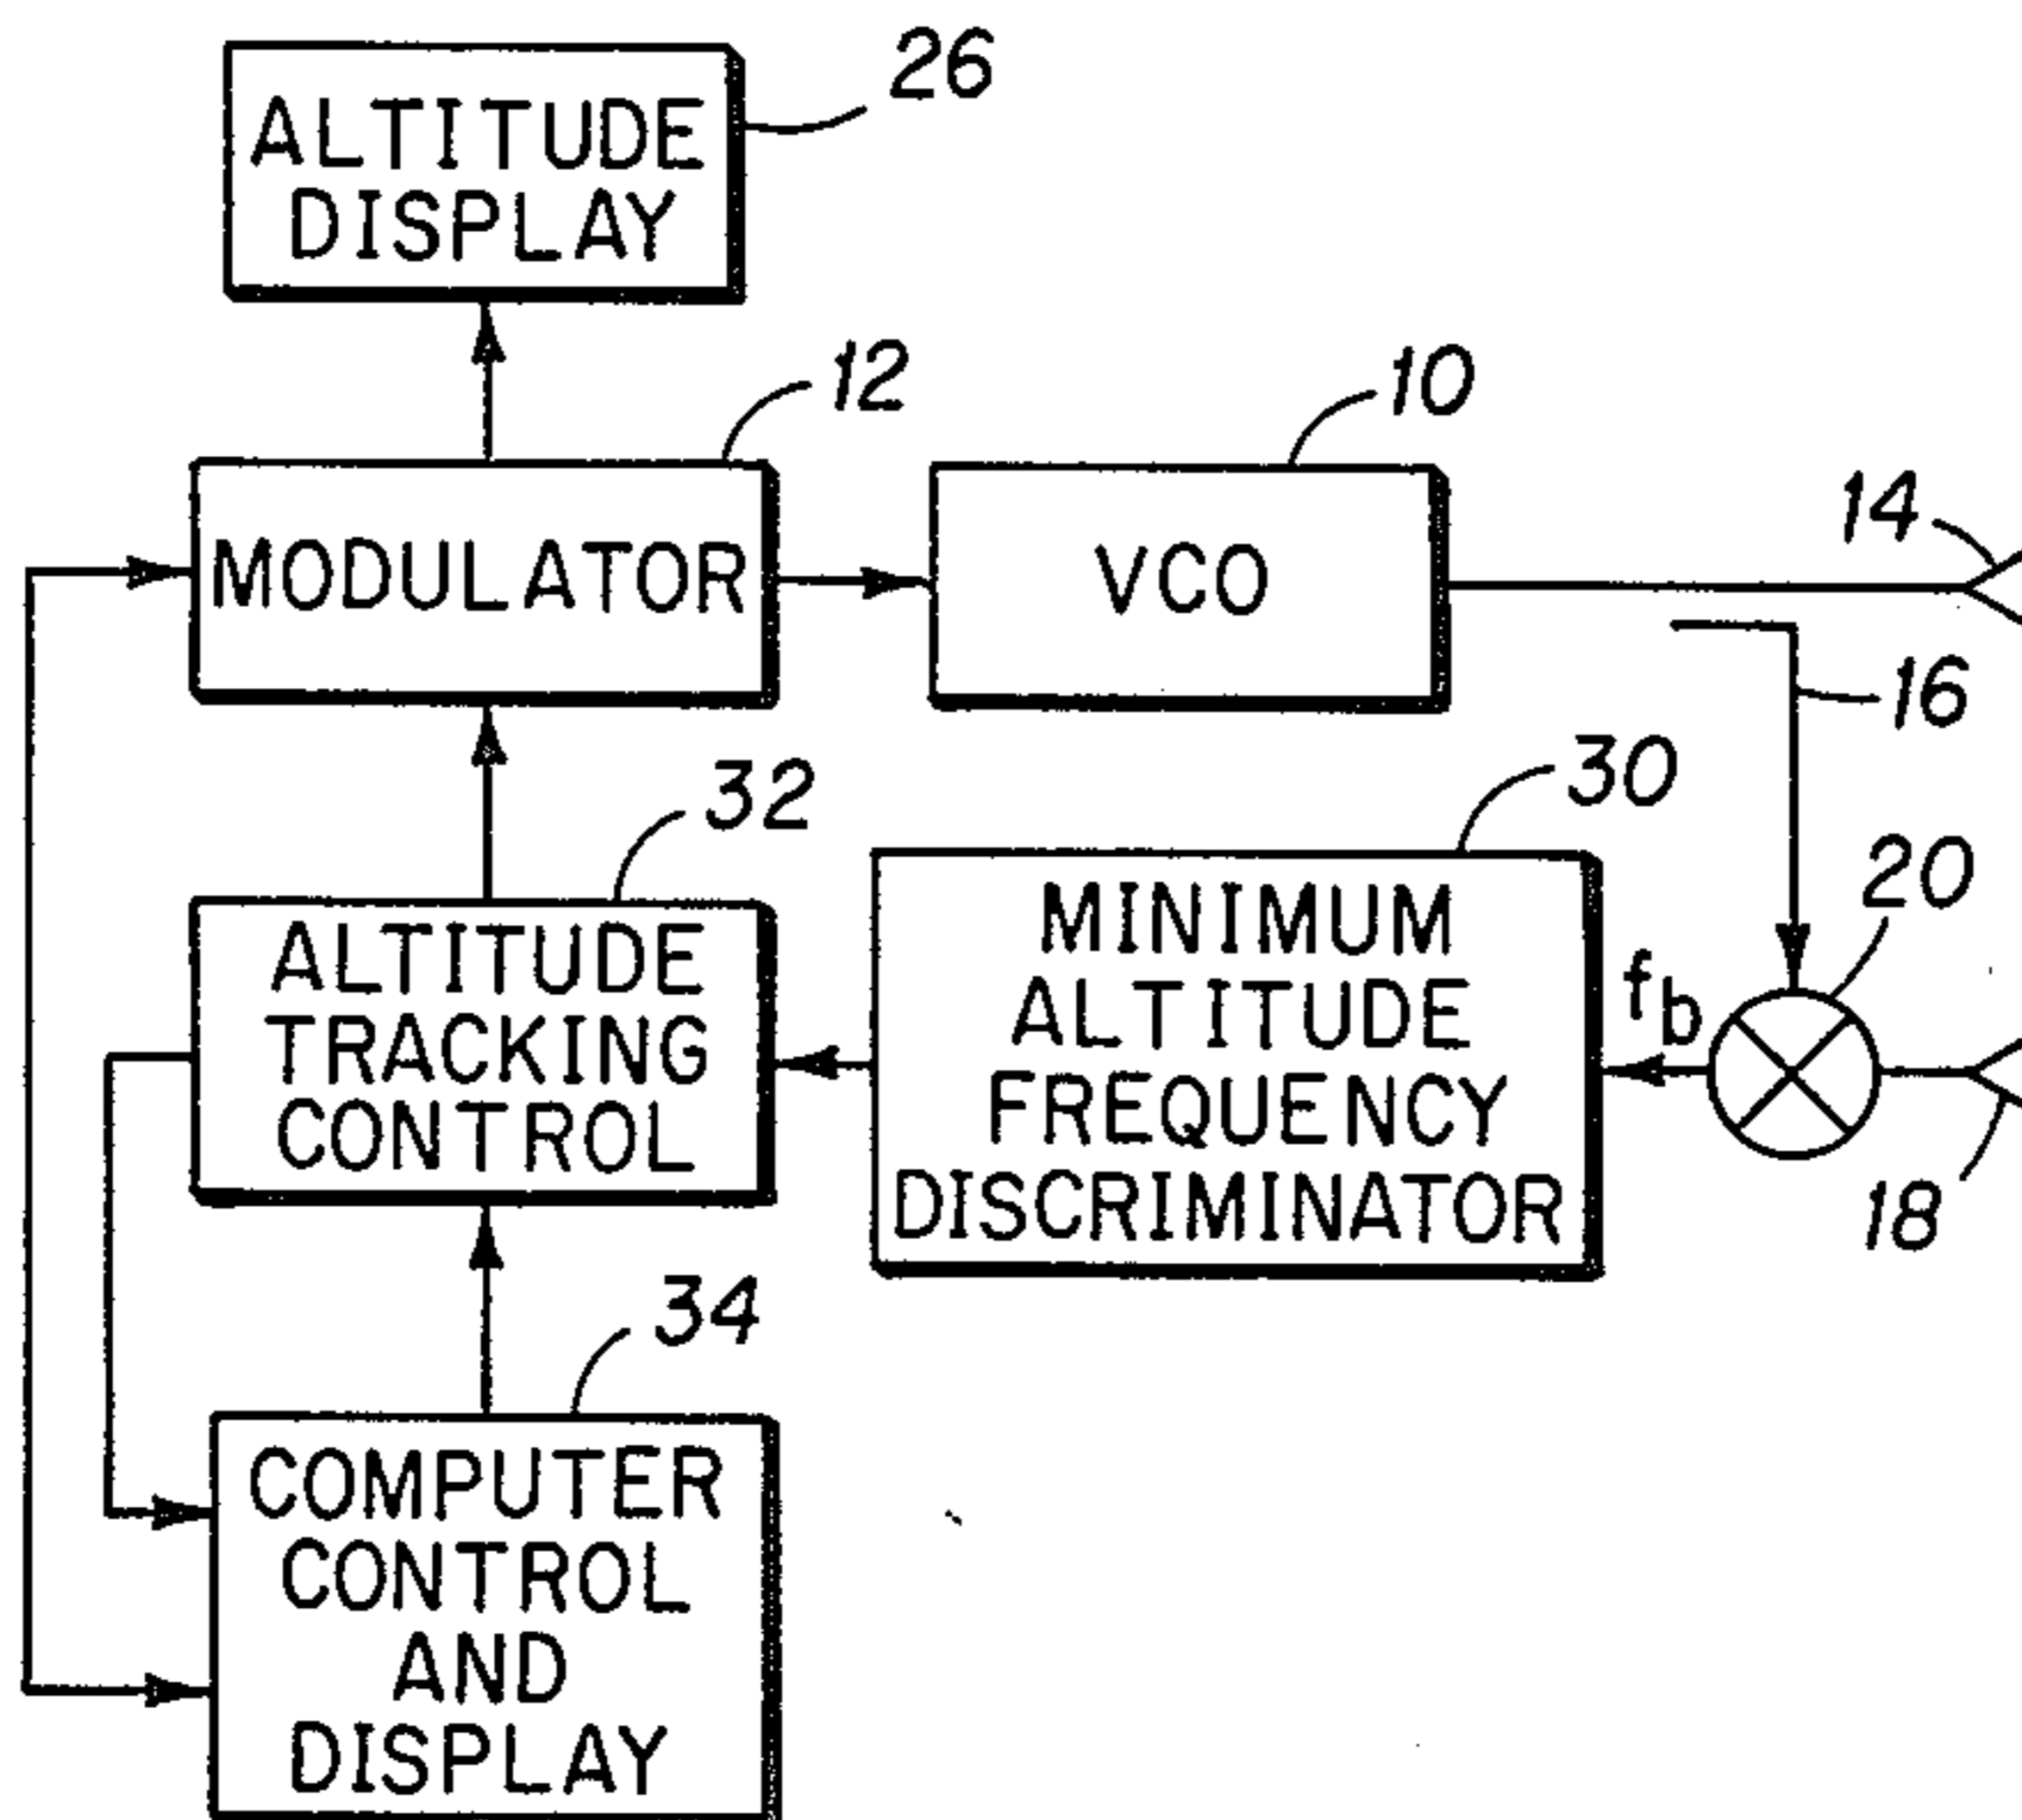 26
ALTITUDE
DISPLAY
12
10
14
MODULATOR
VCO
16
32
30
20
ALTITUDE
TRACKING
CONTROL
MINIMUM
ALTITUDE
FREQUENCY
DISCRIMINATOR
fb
18
34
COMPUTER
CONTROL
AND
DISPLAY